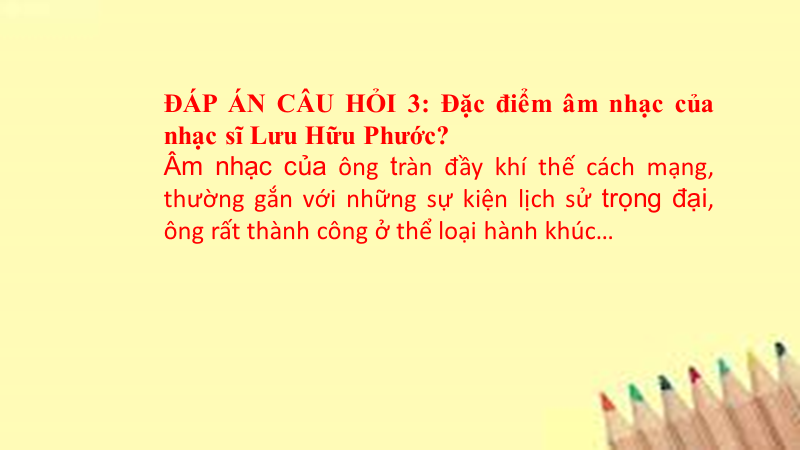 ĐÁP ÁN CÂU HỎI 3: Đặc điểm âm nhạc của
nhạc sĩ Lưu Hữu Phước?
Âm nhạc của ông tràn đầy khí thế cách mạng,
thường gắn với những sự kiện lịch sử trọng đại,
ông rất thành công ở thể loại hành khúc...